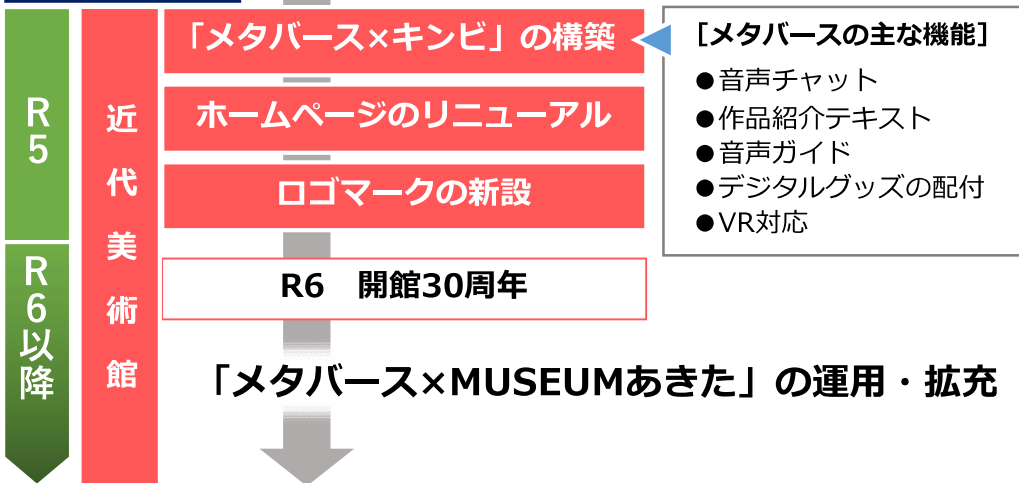 R5
近代美術館
「メタバース×キンビ」の構築
ホームページのリニューアル
ロゴマークの新設
[メタバースの主な機能]
●音声チャット
●作品紹介テキスト
●音声ガイド
●デジタルグッズの配付
●VR対応
R6以降
R6　開館30周年
「メタバース×MUSEUMあきた」の運用・拡充